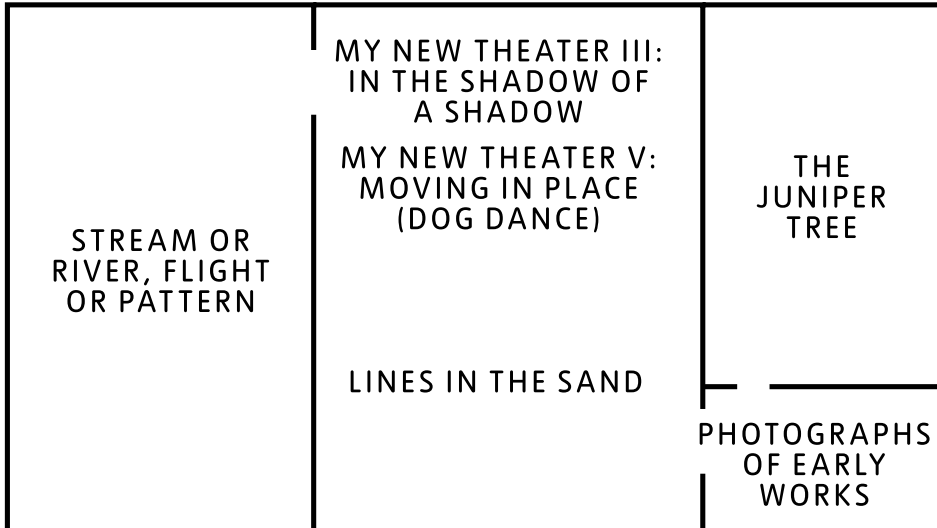 STREAM OR
RIVER, FLIGHT
OR PATTERN
MY NEW THEATER III:
IN THE SHADOW OF
A SHADOW
MY NEW THEATER V:
MOVING IN PLACE
(DOG DANCE)
LINES IN THE SAND
THE
JUNIPER
TREE
PHOTOGRAPHS
OF EARLY
WORKS